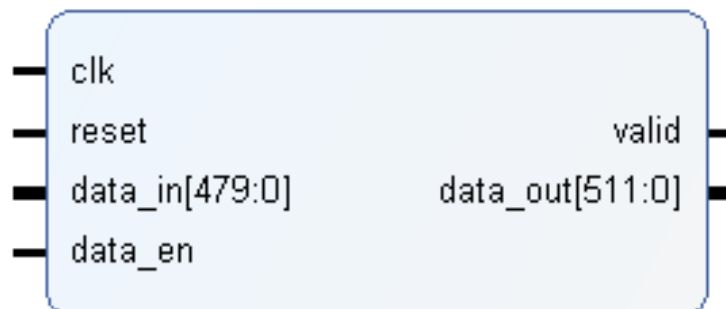 clk
reset
valid
data_in[479:0]
data_out[511:0]
data_en